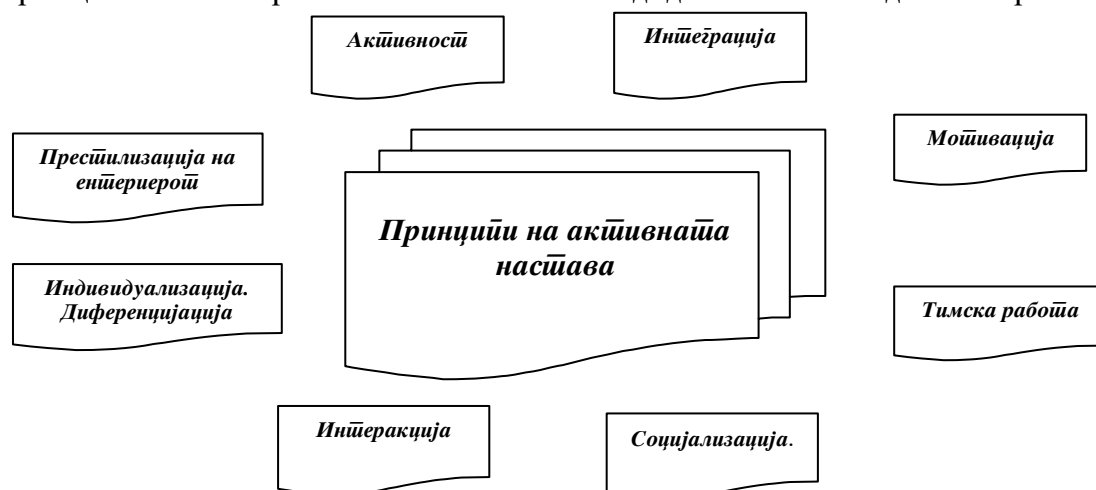 Активност
Интеграција
Мотивација
Престилизација на
ентериерот
Принципи на активната
настава
Индивидуализација.
Диференцијација
Тимска работа
Интеракција
Социјализација.